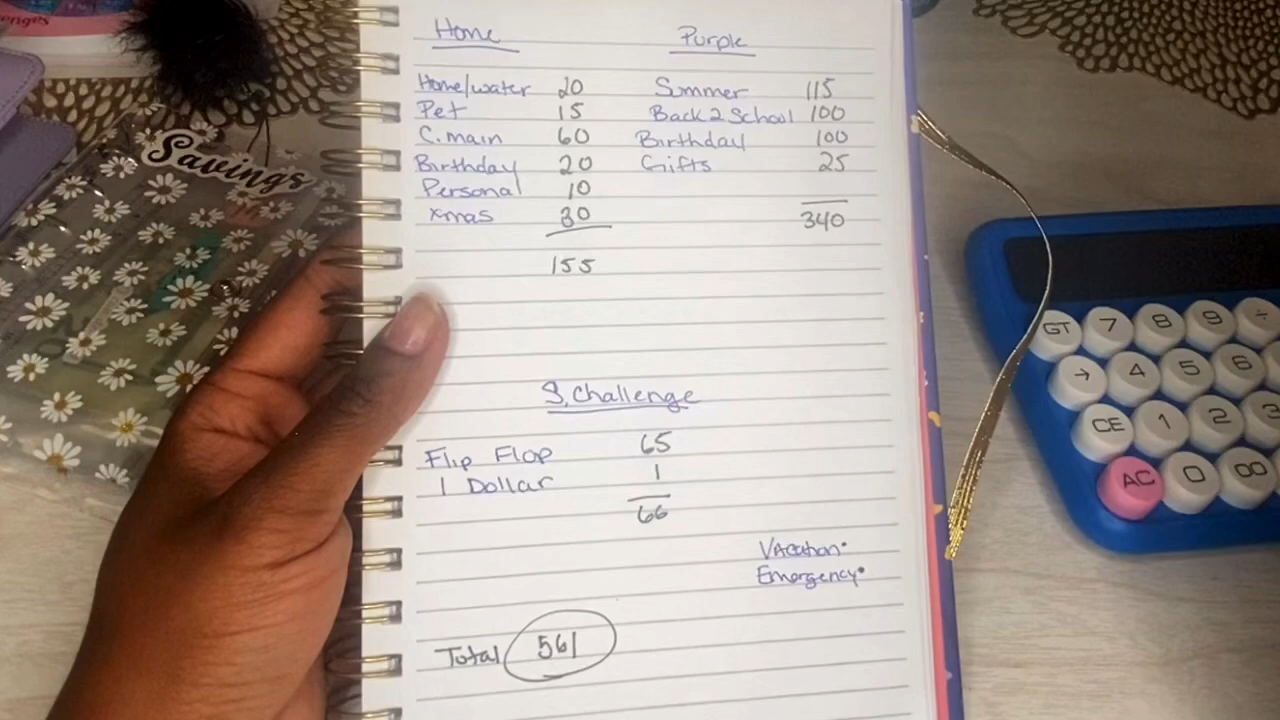 enges
Savings
Home Purple
Home/water 20 Summer 115
Pet 15 Back 2 School 100
C.main 60 Birthday 100
Birthday 20 Gifts 25
Personal 10
xmas 30 340
155
S. Challenge
Flip Flop 65
1 Dollar 1
66
Vacation
Emergency
Total 561
GT 7 8 9 ÷
→ 4 5 6
CE 1 2 3
AC 0 00